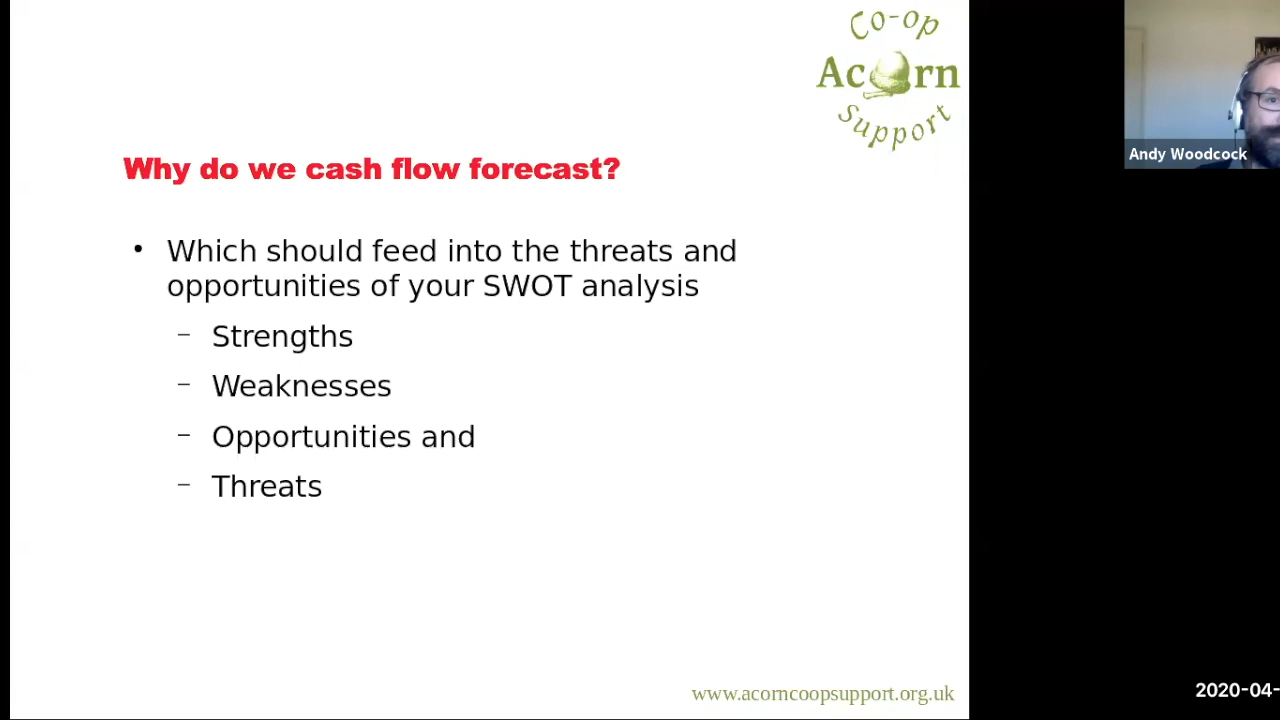 Co-op
Acorn
Support
Andy Woodcock
Why do we cash flow forecast?
• Which should feed into the threats and
opportunities of your SWOT analysis
– Strengths
– Weaknesses
– Opportunities and
– Threats
www.acorncoopsupport.org.uk
2020-04-